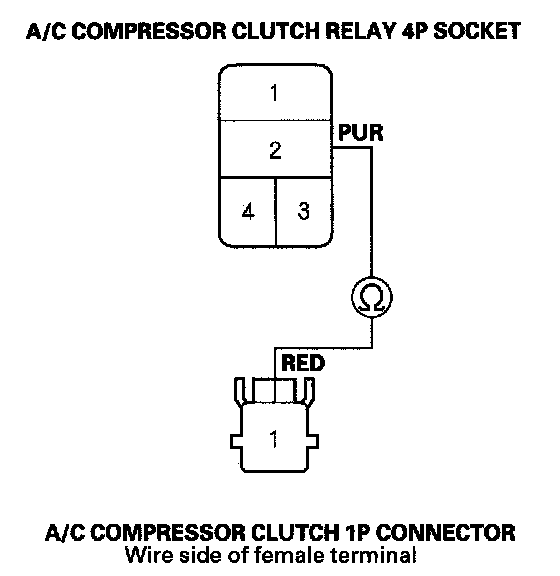 A/C COMPRESSOR CLUTCH RELAY 4P SOCKET
1
PUR
2
4 3
Ω
RED
1
A/C COMPRESSOR CLUTCH 1P CONNECTOR
Wire side of female terminal